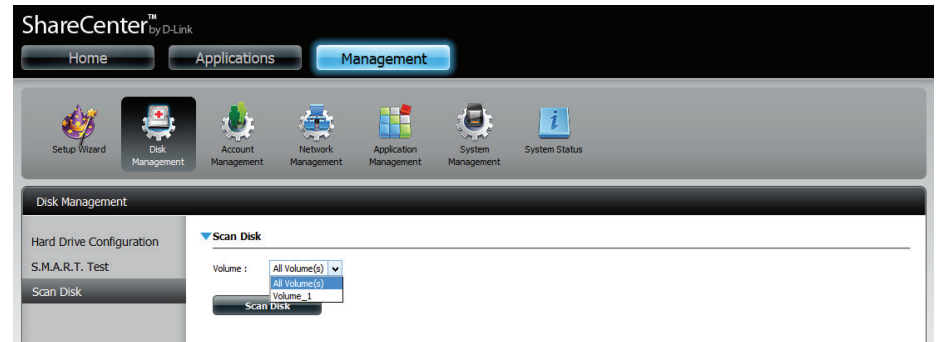 ShareCenter™ by D-Link
Home Applications Management
Setup Wizard Disk Management Account Management Network Management Application Management System Management System Status
Disk Management
Hard Drive Configuration
S.M.A.R.T. Test
Scan Disk
Scan Disk
Volume : All Volume(s)
All Volume(s)
Volume_1
Scan Disk